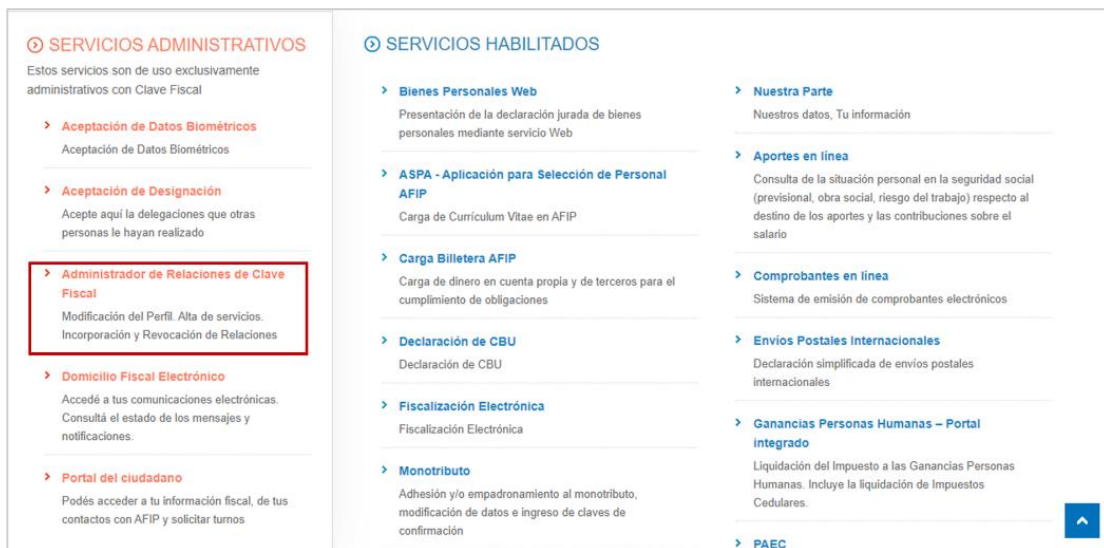 SERVICIOS ADMINISTRATIVOS
Estos servicios son de uso exclusivamente
administrativos con Clave Fiscal
Aceptación de Datos Biométricos
Aceptación de Datos Biométricos
Aceptación de Designación
Acepte aquí la delegaciones que otras
personas le hayan realizado
Administrador de Relaciones de Clave
Fiscal
Modificación del Perfil. Alta de servicios.
Incorporación y Revocación de Relaciones
Domicilio Fiscal Electrónico
Accedé a tus comunicaciones electrónicas.
Consultá el estado de los mensajes y
notificaciones.
Portal del ciudadano
Podés acceder a tu información fiscal, de tus
contactos con AFIP y solicitar turnos
SERVICIOS HABILITADOS
Bienes Personales Web
Presentación de la declaración jurada de bienes
personales mediante servicio Web
ASPA - Aplicación para Selección de Personal
AFIP
Carga de Currículum Vitae en AFIP
Carga Billetera AFIP
Carga de dinero en cuenta propia y de terceros para el
cumplimiento de obligaciones
Declaración de CBU
Declaración de CBU
Fiscalización Electrónica
Fiscalización Electrónica
Monotributo
Adhesión y/o empadronamiento al monotributo,
modificación de datos e ingreso de claves de
confirmación
Nuestra Parte
Nuestros datos, Tu información
Aportes en línea
Consulta de la situación personal en la seguridad social
(previsional, obra social, riesgo del trabajo) respecto al
destino de los aportes y las contribuciones sobre el
salario
Comprobantes en línea
Sistema de emisión de comprobantes electrónicos
Envíos Postales Internacionales
Declaración simplificada de envíos postales
internacionales
Ganancias Personas Humanas – Portal
integrado
Liquidación del Impuesto a las Ganancias Personas
Humanas. Incluye la liquidación de Impuestos
Cedulares.
PAEC